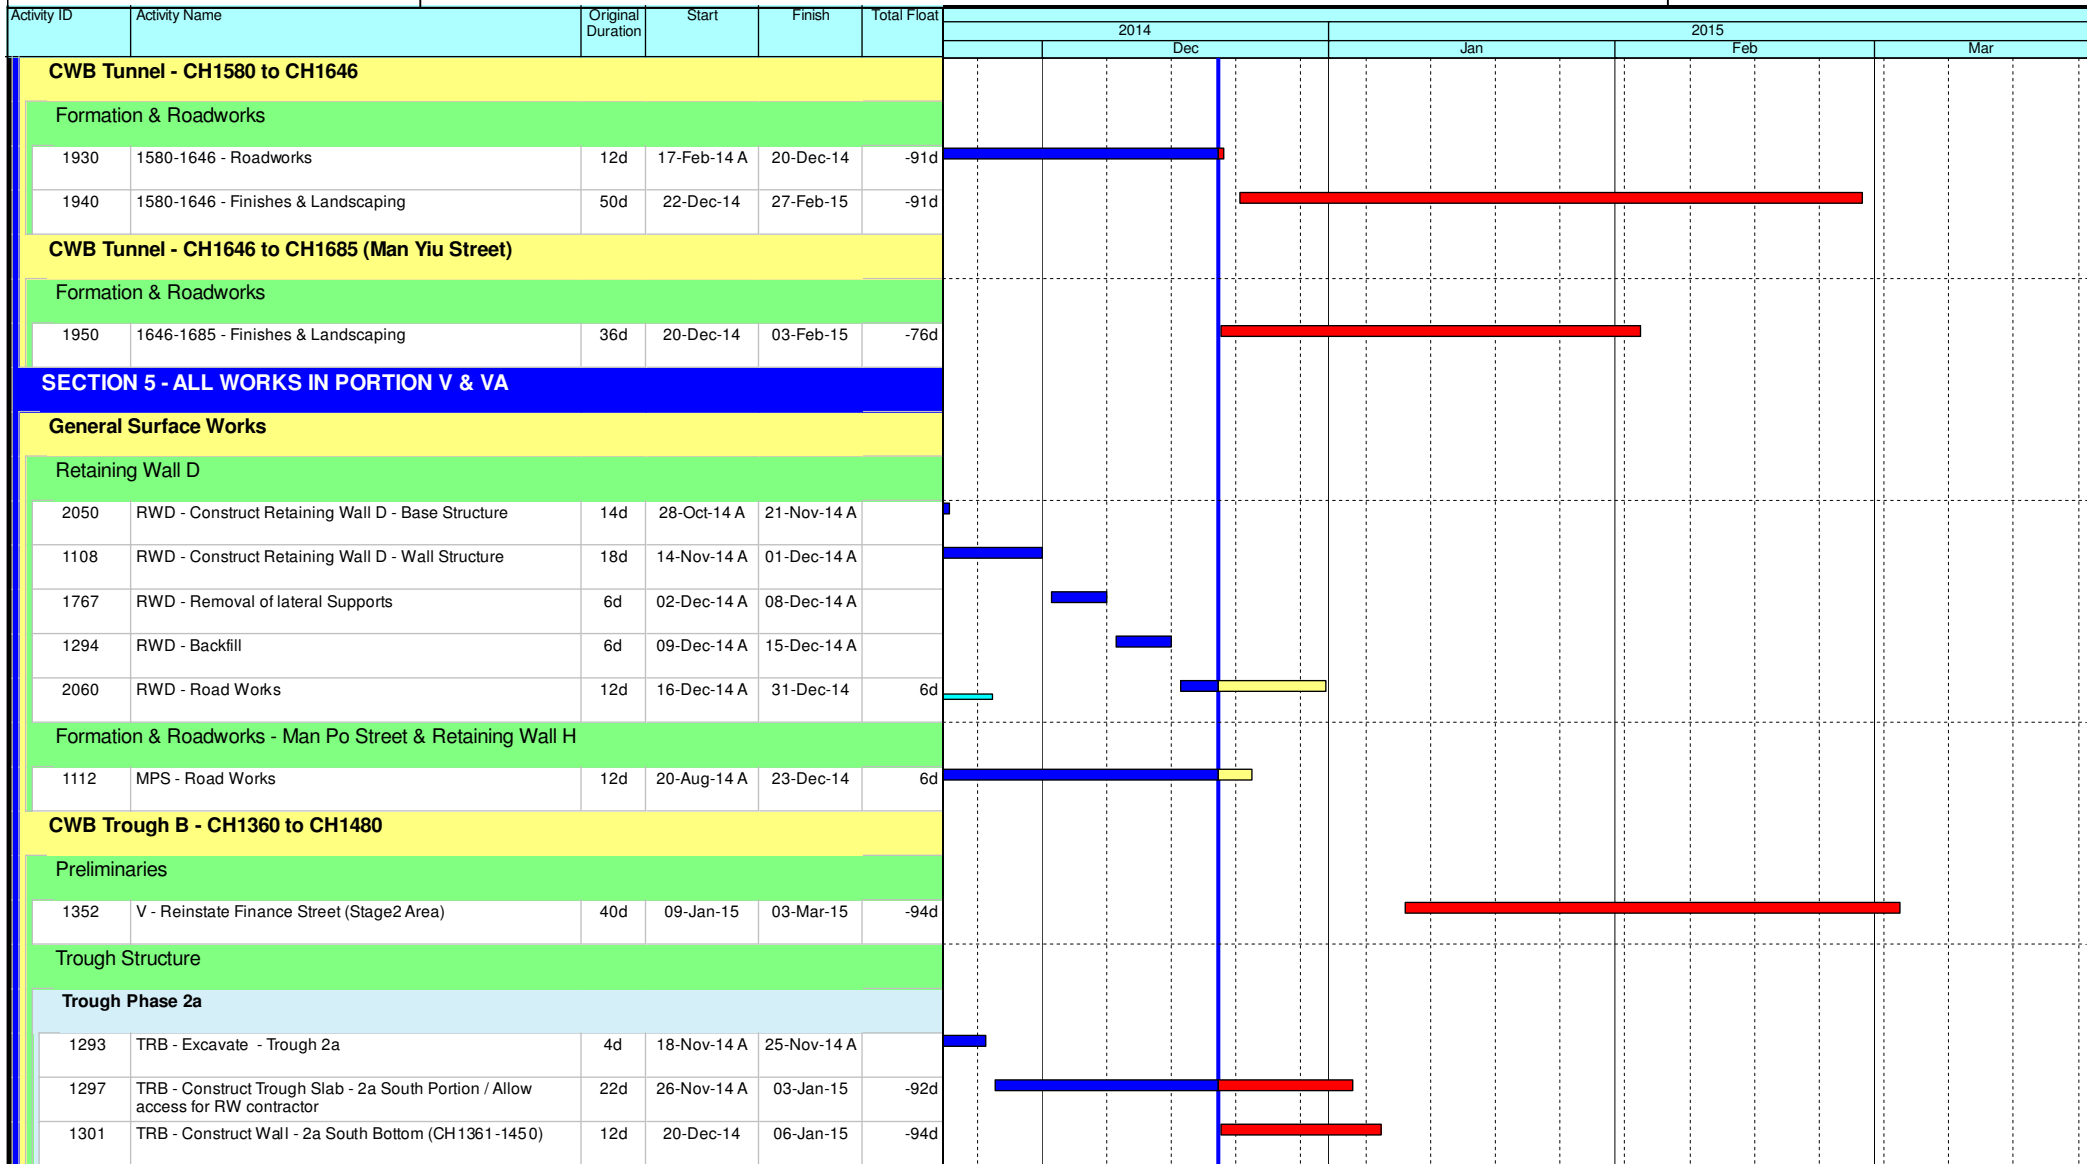 Activity ID Activity Name Original Start Finish Total Float
Duration
2014 2015
Dec Jan Feb Mar
CWB Tunnel - CH1580 to CH1646
Formation & Roadworks
1930 1580-1646 - Roadworks 12d 17-Feb-14 A 20-Dec-14 -91d
1940 1580-1646 - Finishes & Landscaping 50d 22-Dec-14 27-Feb-15 -91d
CWB Tunnel - CH1646 to CH1685 (Man Yiu Street)
Formation & Roadworks
1950 1646-1685 - Finishes & Landscaping 36d 20-Dec-14 03-Feb-15 -76d
SECTION 5 - ALL WORKS IN PORTION V & VA
General Surface Works
Retaining Wall D
2050 RWD - Construct Retaining Wall D - Base Structure 14d 28-Oct-14 A 21-Nov-14 A
1108 RWD - Construct Retaining Wall D - Wall Structure 18d 14-Nov-14 A 01-Dec-14 A
1767 RWD - Removal of lateral Supports 6d 02-Dec-14 A 08-Dec-14 A
1294 RWD - Backfill 6d 09-Dec-14 A 15-Dec-14 A
2060 RWD - Road Works 12d 16-Dec-14 A 31-Dec-14 6d
Formation & Roadworks - Man Po Street & Retaining Wall H
1112 MPS - Road Works 12d 20-Aug-14 A 23-Dec-14 6d
CWB Trough B - CH1360 to CH1480
Preliminaries
1352 V - Reinstate Finance Street (Stage2 Area) 40d 09-Jan-15 03-Mar-15 -94d
Trough Structure
Trough Phase 2a
1293 TRB - Excavate - Trough 2a 4d 18-Nov-14 A 25-Nov-14 A
1297 TRB - Construct Trough Slab - 2a South Portion / Allow 22d 26-Nov-14 A 03-Jan-15 -92d
access for RW contractor
1301 TRB - Construct Wall - 2a South Bottom (CH1361-1450) 12d 20-Dec-14 06-Jan-15 -94d